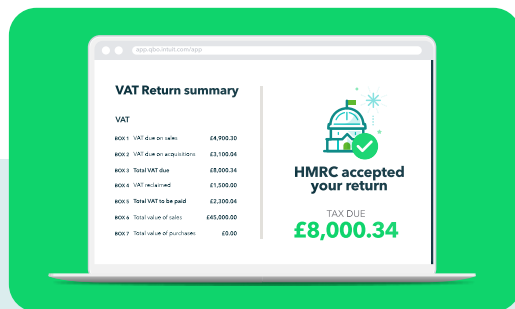 app.qbo.intuit.com/app
VAT Return summary
VAT
BOX 1 VAT due on sales £4,900.30
BOX 2 VAT due on acquisitions £3,100.04
BOX 3 Total VAT due £8,000.34
BOX 4 VAT reclaimed £1,500.00
BOX 5 Total VAT to be paid £2,300.04
BOX 6 Total value of sales £45,000.00
BOX 7 Total value of purchases £0.00
HMRC accepted
your return
TAX DUE
£8,000.34